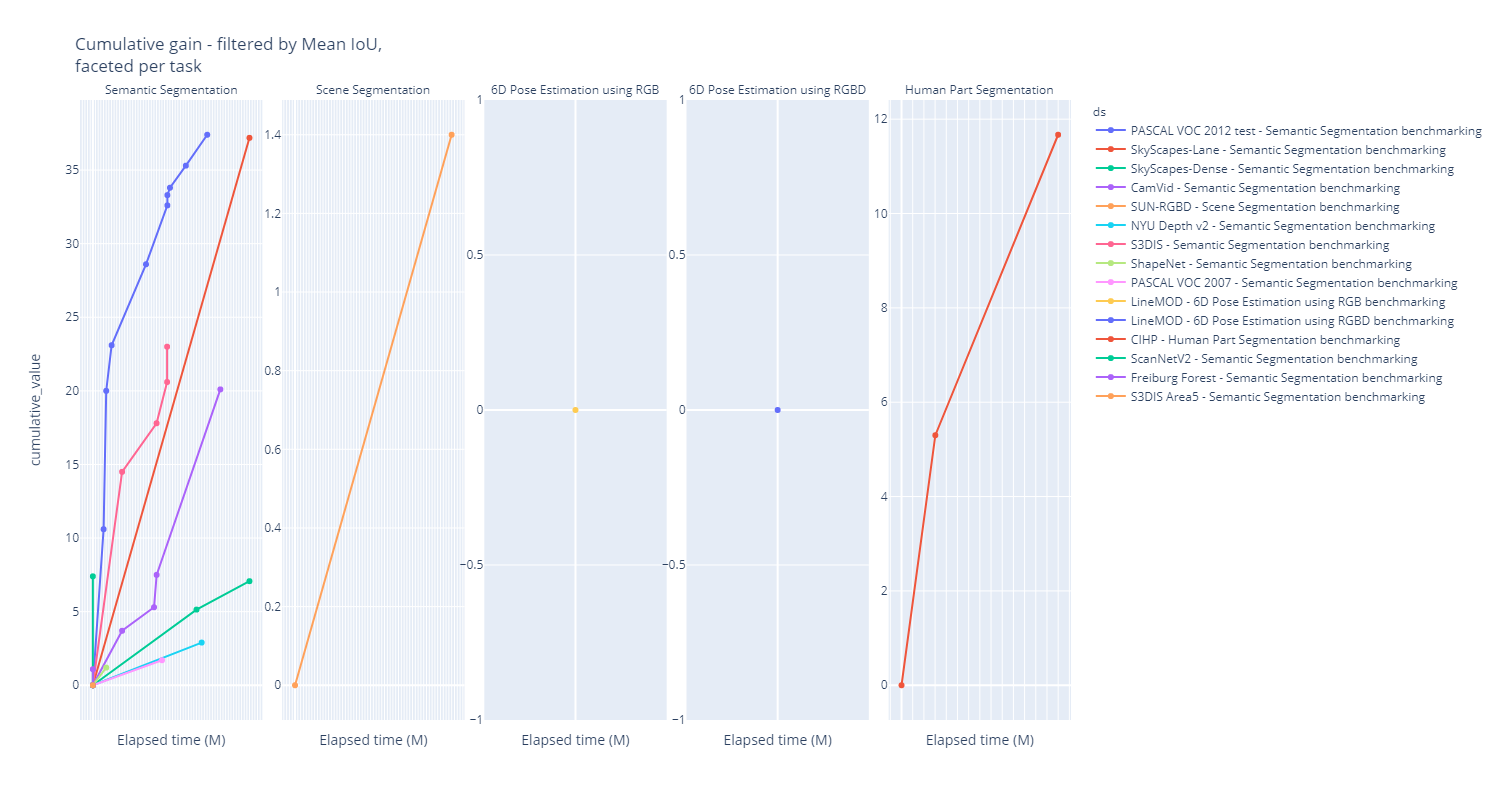 Cumulative gain - filtered by Mean IoU,
faceted per task
Semantic Segmentation
Scene Segmentation
6D Pose Estimation using RGB
6D Pose Estimation using RGBD
Human Part Segmentation
cumulative_value
35
30
25
20
15
10
5
0
1.4
1.2
1
0.8
0.6
0.4
0.2
0
1
0.5
0
−0.5
−1
1
0.5
0
−0.5
−1
12
10
8
6
4
2
0
Elapsed time (M)
Elapsed time (M)
Elapsed time (M)
Elapsed time (M)
Elapsed time (M)
ds
PASCAL VOC 2012 test - Semantic Segmentation benchmarking
SkyScapes-Lane - Semantic Segmentation benchmarking
SkyScapes-Dense - Semantic Segmentation benchmarking
CamVid - Semantic Segmentation benchmarking
SUN-RGBD - Scene Segmentation benchmarking
NYU Depth v2 - Semantic Segmentation benchmarking
S3DIS - Semantic Segmentation benchmarking
ShapeNet - Semantic Segmentation benchmarking
PASCAL VOC 2007 - Semantic Segmentation benchmarking
LineMOD - 6D Pose Estimation using RGB benchmarking
LineMOD - 6D Pose Estimation using RGBD benchmarking
CIHP - Human Part Segmentation benchmarking
ScanNetV2 - Semantic Segmentation benchmarking
Freiburg Forest - Semantic Segmentation benchmarking
S3DIS Area5 - Semantic Segmentation benchmarking